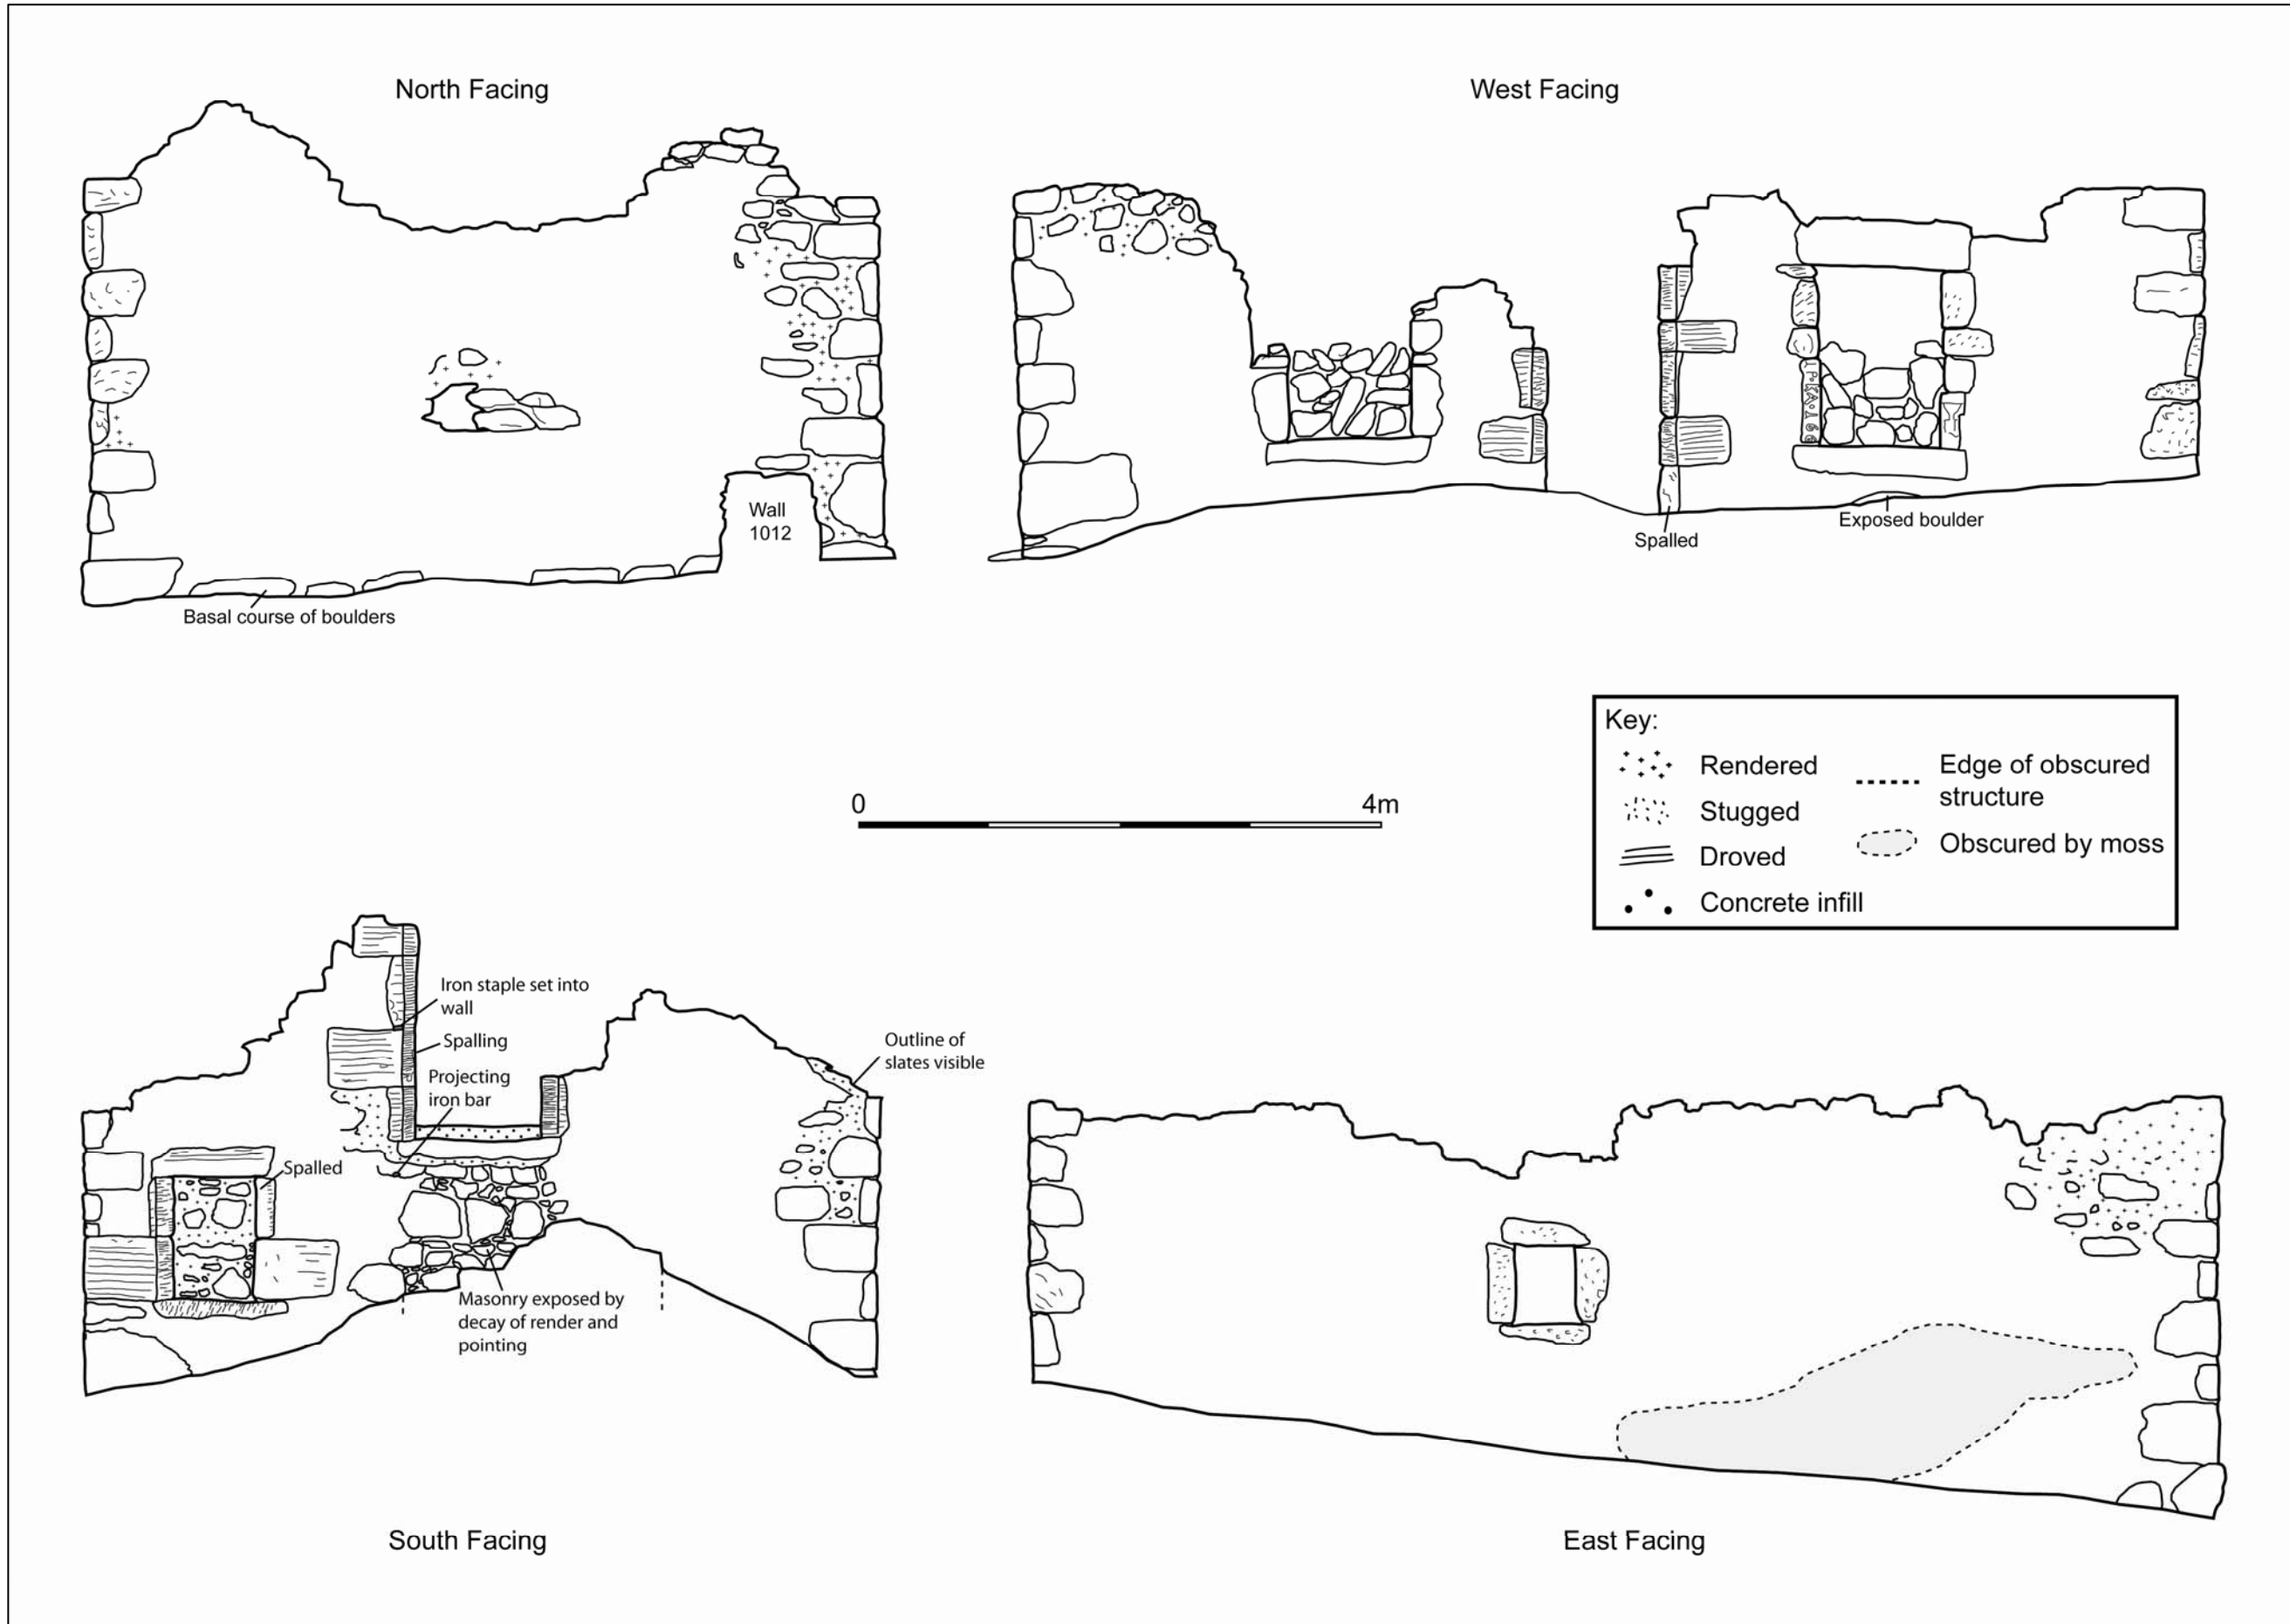 North Facing
West Facing
Wall
1012
Basal course of boulders
Spalled
Exposed boulder
Key:
Rendered
Stugged
Droved
Concrete infill
Edge of obscured
structure
Obscured by moss
0
4m
Iron staple set into
wall
Spalling
Projecting
iron bar
Outline of
slates visible
Spalled
Masonry exposed by
decay of render and
pointing
South Facing
East Facing